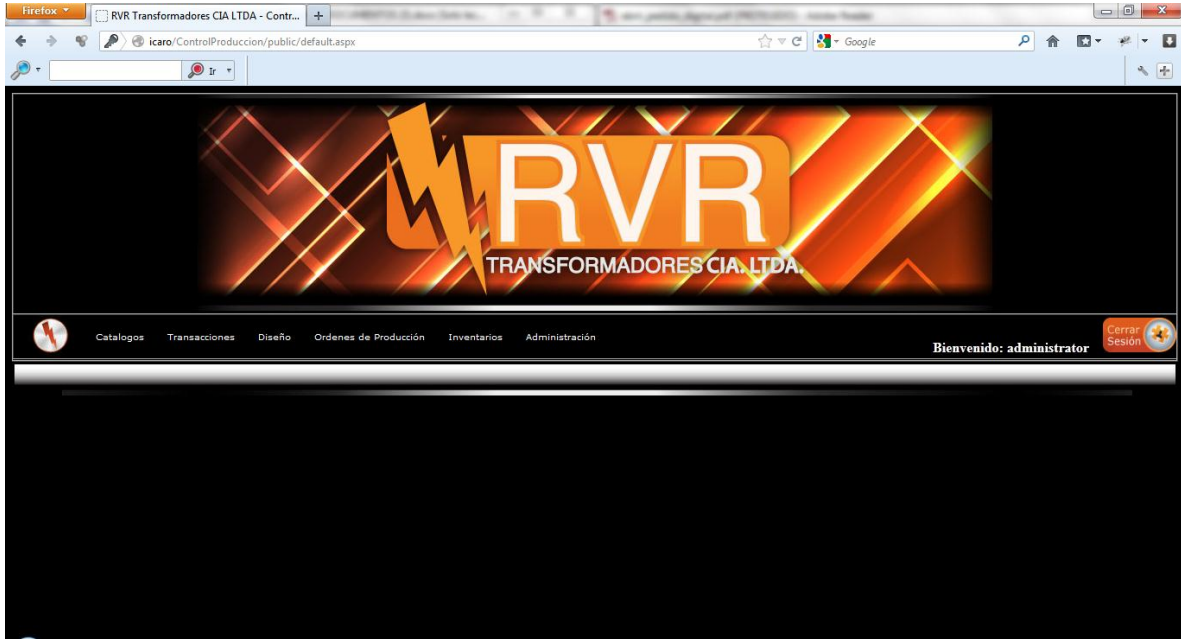 Firefox
RVR Transformadores CIA LTDA - Contr...
icaro/ControlProduccion/public/default.aspx
Google
Ir
RVR
TRANSFORMADORES CIA. LTDA.
Catalogos Transacciones Diseño Ordenes de Producción Inventarios Administración
Bienvenido: administrator
Cerrar
Sesión